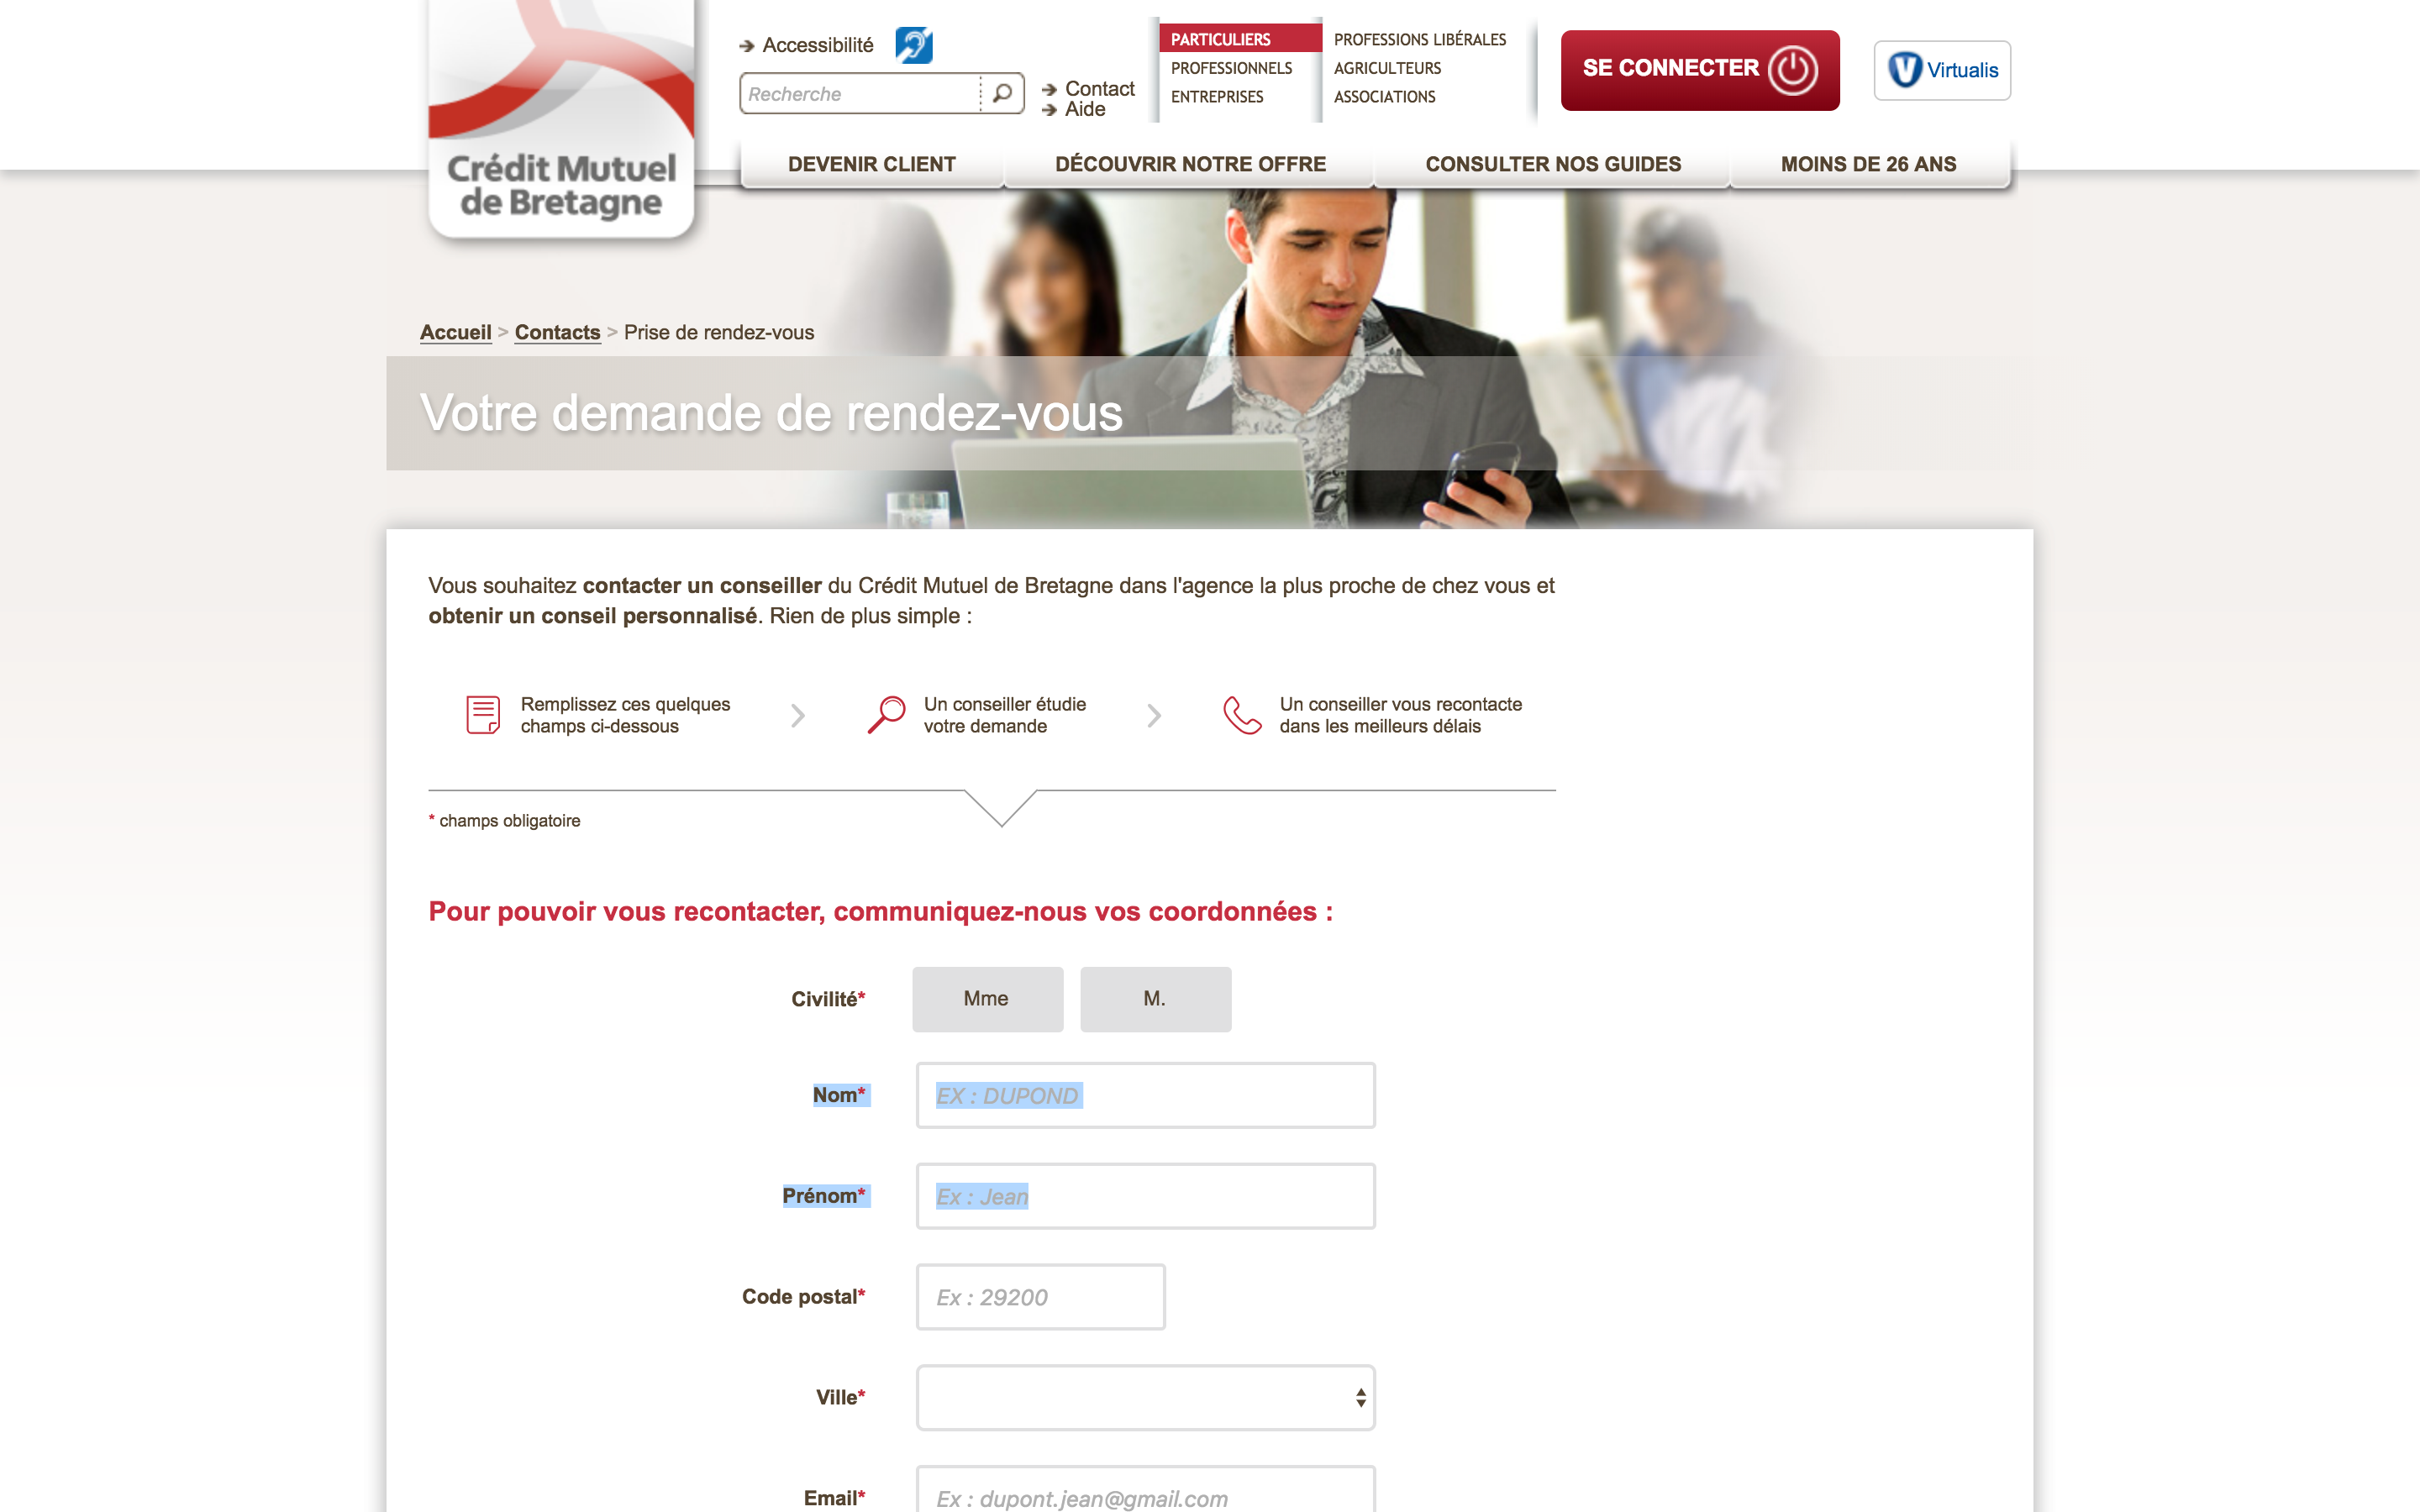 Crédit Mutuel
de Bretagne
Accessibilité
Recherche
Contact
Aide
PARTICULIERS
PROFESSIONNELS
ENTREPRISES
PROFESSIONS LIBÉRALES
AGRICULTEURS
ASSOCIATIONS
SE CONNECTER
Virtualis
DEVENIR CLIENT
DÉCOUVRIR NOTRE OFFRE
CONSULTER NOS GUIDES
MOINS DE 26 ANS
Accueil > Contacts > Prise de rendez-vous
Votre demande de rendez-vous
Vous souhaitez contacter un conseiller du Crédit Mutuel de Bretagne dans l'agence la plus proche de chez vous et
obtenir un conseil personnalisé. Rien de plus simple :
Remplissez ces quelques
champs ci-dessous
Un conseiller étudie
votre demande
Un conseiller vous recontacte
dans les meilleurs délais
* champs obligatoire
Pour pouvoir vous recontacter, communiquez-nous vos coordonnées :
Civilité* Mme M.
Nom* EX : DUPOND
Prénom* Ex : Jean
Code postal* Ex : 29200
Ville*
Email* Ex : dupont.jean@gmail.com